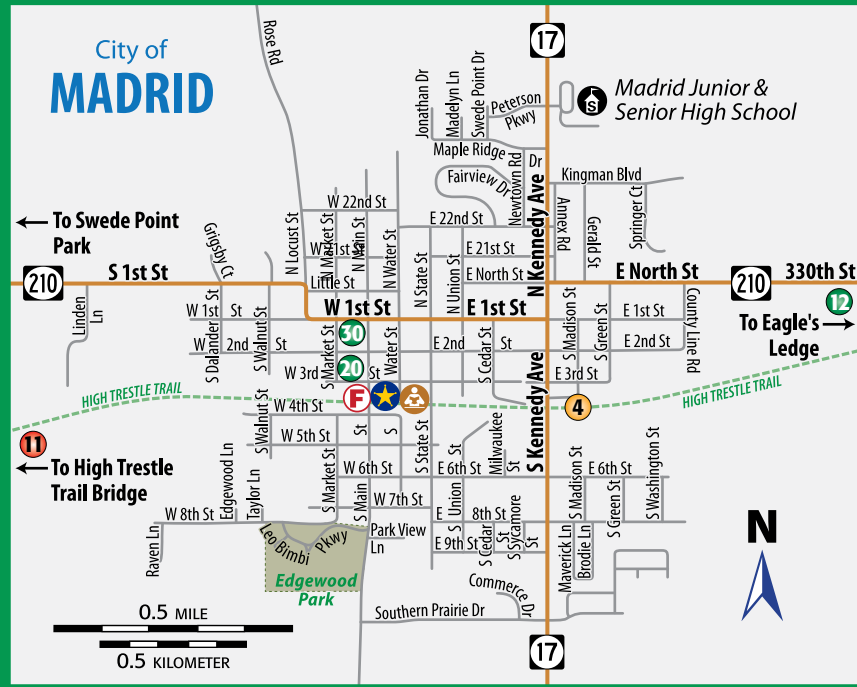 City of
MADRID
Rose Rd
17
Madrid Junior &
Senior High School
Jonathan Dr
Madelyn Ln
Swede Point Dr
Peterson
Pkwy
Maple Ridge
Dr
Fairview Dr
Newtown Rd
Kingman Blvd
Annex Rd
Gerald St
Springer Ct
N Kennedy Ave
To Swede Point
Park
Grigsby Ct
W 22nd St
E 22nd St
N Locust St
N Market St
N Main St
N Water St
N State St
N Union St
W 21st St
E 21st St
E North St
Little St
210
S 1st St
E North St
210
330th St
12
To Eagle's
Ledge
Linden
Ln
W 1st St
W 1st St
E 1st St
E 1st St
S Dalander St
S Walnut St
S Market St
Water St
S Cedar St
S Madison St
S Green St
County Line Rd
30
W 2nd St
E 2nd
E 2nd St
W 3rd St
20
E 3rd St
S Kennedy Ave
HIGH TRESTLE TRAIL
F
4
HIGH TRESTLE TRAIL
11
To High Trestle
Trail Bridge
S Walnut St
W 4th St
St
S
W 5th St
S State St
S Market St
S Main
W 6th St
E 6th St
S Union St
Milwaukee St
E 6th St
S Madison St
S Green St
S Washington St
Edgewood Ln
Taylor Ln
W 7th St
W 8th St
E 8th St
Raven Ln
Leo Bimbi Pkwy
Park View
Ln
E 9th St
S Cedar St
S Sycamore St
Maverick Ln
Brodie Ln
Edgewood
Park
Commerce Dr
Southern Prairie Dr
N
0.5 MILE
0.5 KILOMETER
17
S